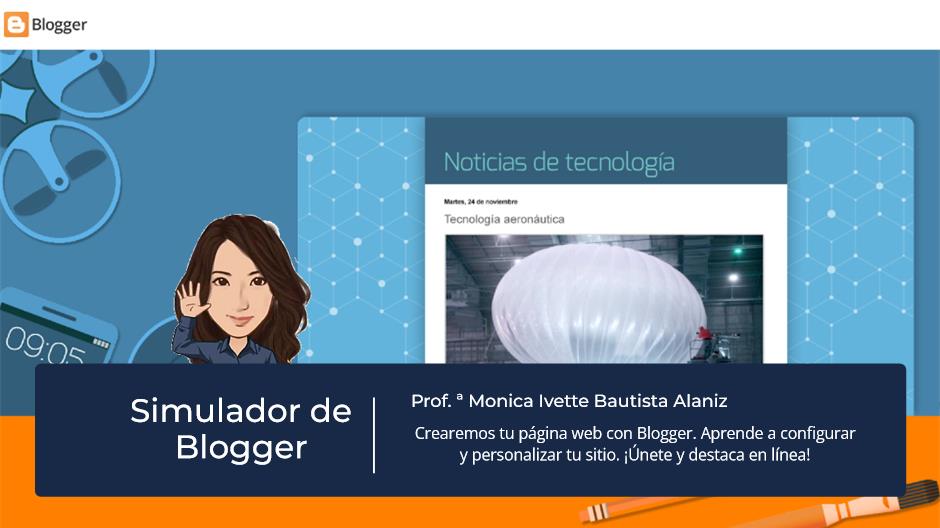 Blogger
Noticias de tecnología
Martes, 24 de noviembre
Tecnología aeronáutica
09:05
Simulador de
Blogger
Prof. ª Monica Ivette Bautista Alaniz
Crearemos tu página web con Blogger. Aprende a configurar
y personalizar tu sitio. ¡Únete y destaca en línea!